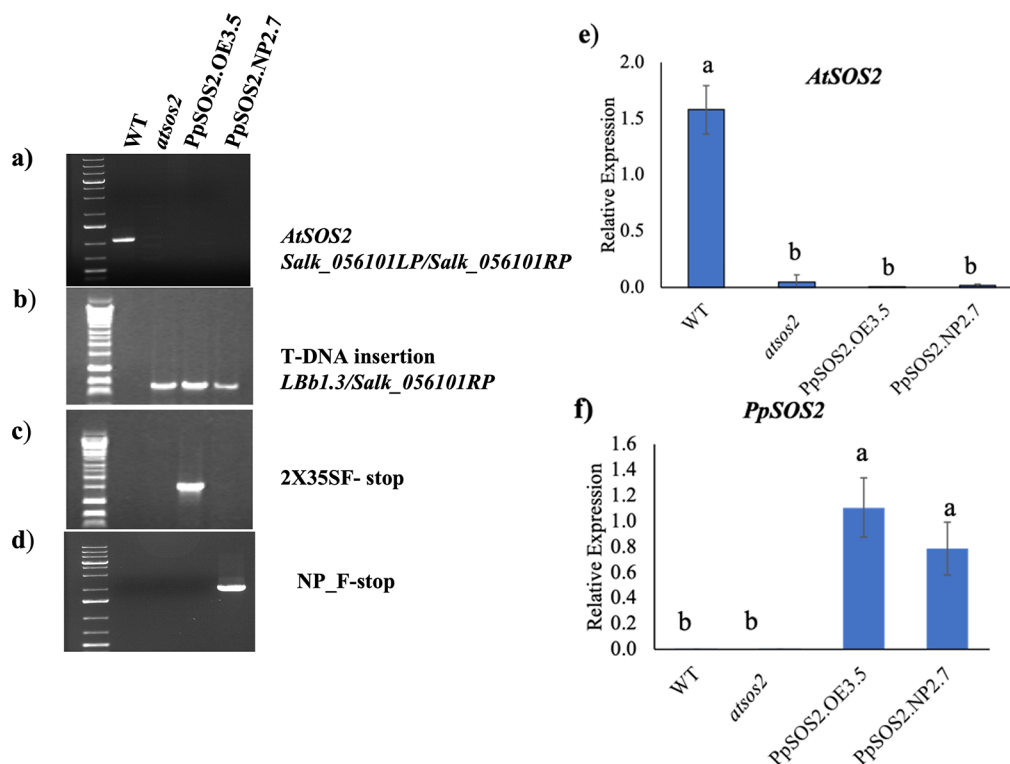 WT
atsos2
PpSOS2.OE3.5
PpSOS2.NP2.7
a)
AtSOS2
Salk_056101LP/Salk_056101RP
b)
T-DNA insertion
LBb1.3/Salk_056101RP
c)
2X35SF- stop
d)
NP_F-stop
e)
AtSOS2
Relative Expression
2.0
1.5
1.0
0.5
0.0
a
b
b
b
WT
atsos2
PpSOS2.OE3.5
PpSOS2.NP2.7
f)
PpSOS2
Relative Expression
1.6
1.4
1.2
1.0
0.8
0.6
0.4
0.2
0.0
b
b
a
a
WT
atsos2
PpSOS2.OE3.5
PpSOS2.NP2.7